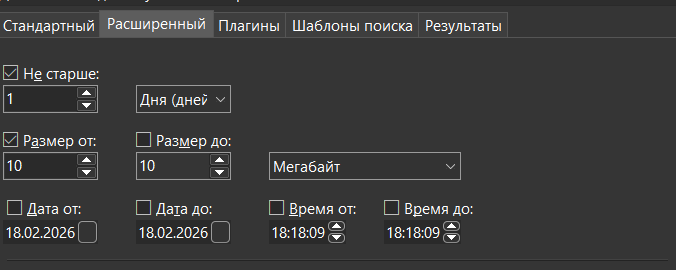 Стандартный Расширенный Плагины Шаблоны поиска Результаты
Не старше:
1 Дня (дней
Размер от: Размер до:
10 10 Мегабайт
Дата от: Дата до: Время от: Время до:
18.02.2026 18.02.2026 18:18:09 18:18:09